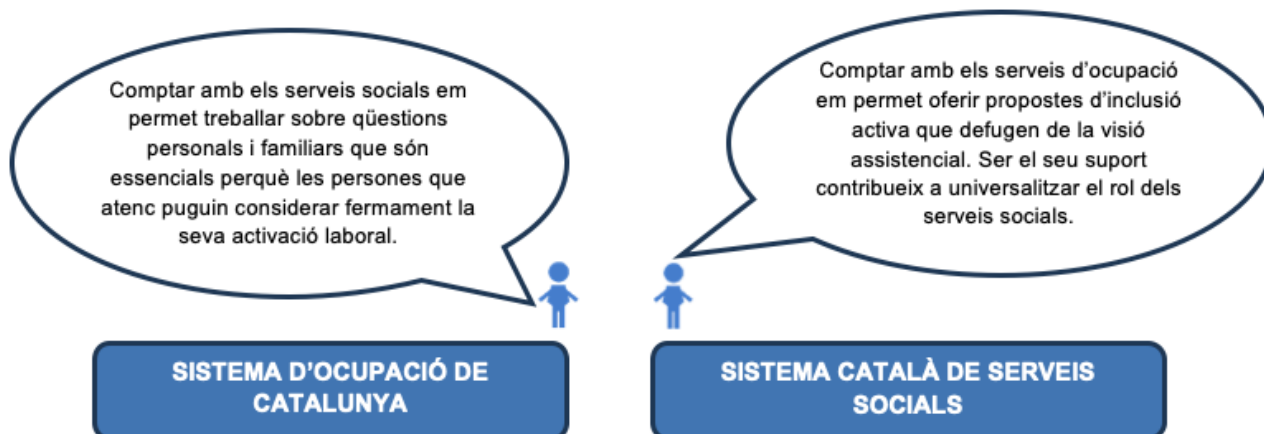 Comptar amb els serveis socials em
permet treballar sobre qüestions
personals i familiars que són
essencials perquè les persones que
atenc puguin considerar fermament la
seva activació laboral.
Comptar amb els serveis d'ocupació
em permet oferir propostes d'inclusió
activa que defugen de la visió
assistencial. Ser el seu suport
contribueix a universalitzar el rol dels
serveis socials.
SISTEMA D'OCUPACIÓ DE
CATALUNYA
SISTEMA CATALÀ DE SERVEIS
SOCIALS